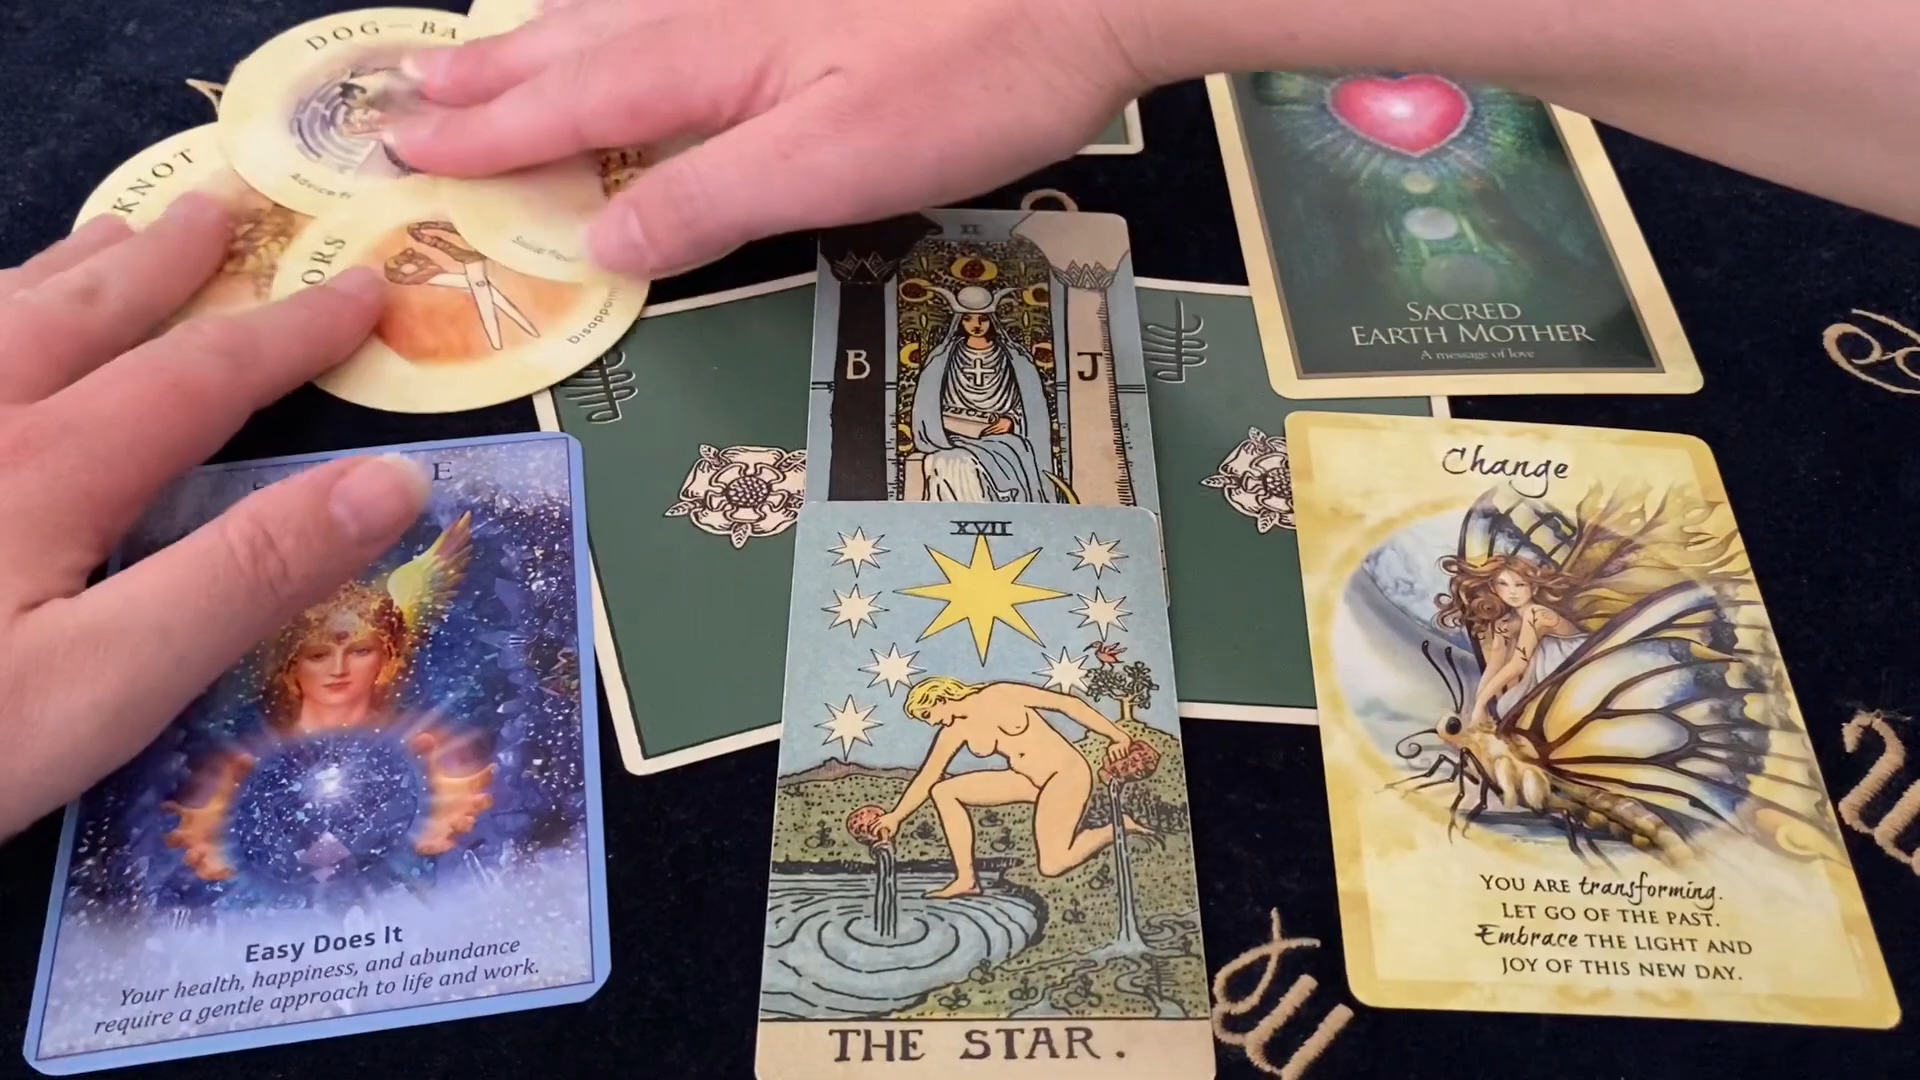 DOG-BA
KNOT
Advice
ORS
II
B
J
SACRED
EARTH MOTHER
A message of love
E
Easy Does It
Your health, happiness, and abundance
require a gentle approach to life and work.
XVII
THE STAR.
Change
YOU ARE transforming.
LET GO OF THE PAST.
Embrace THE LIGHT AND
JOY OF THIS NEW DAY.